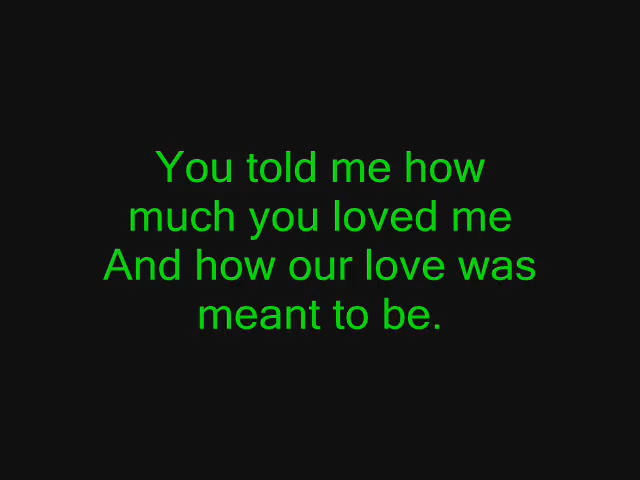 You told me how
much you loved me
And how our love was
meant to be.